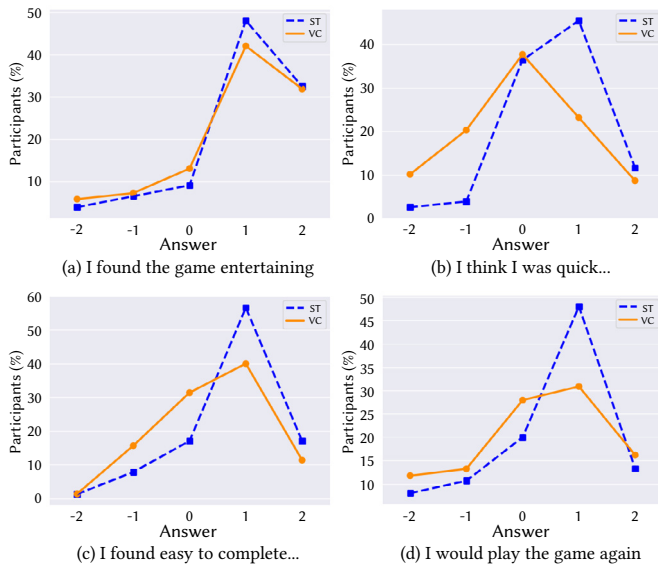 50
40
30
20
10
Participants (%)
ST
VC
-2 -1 0 1 2
Answer
(a) I found the game entertaining
40
30
20
10
0
Participants (%)
ST
VC
-2 -1 0 1 2
Answer
(b) I think I was quick...
60
50
40
30
20
10
0
Participants (%)
ST
VC
-2 -1 0 1 2
Answer
(c) I found easy to complete...
50
45
40
35
30
25
20
15
10
Participants (%)
ST
VC
-2 -1 0 1 2
Answer
(d) I would play the game again